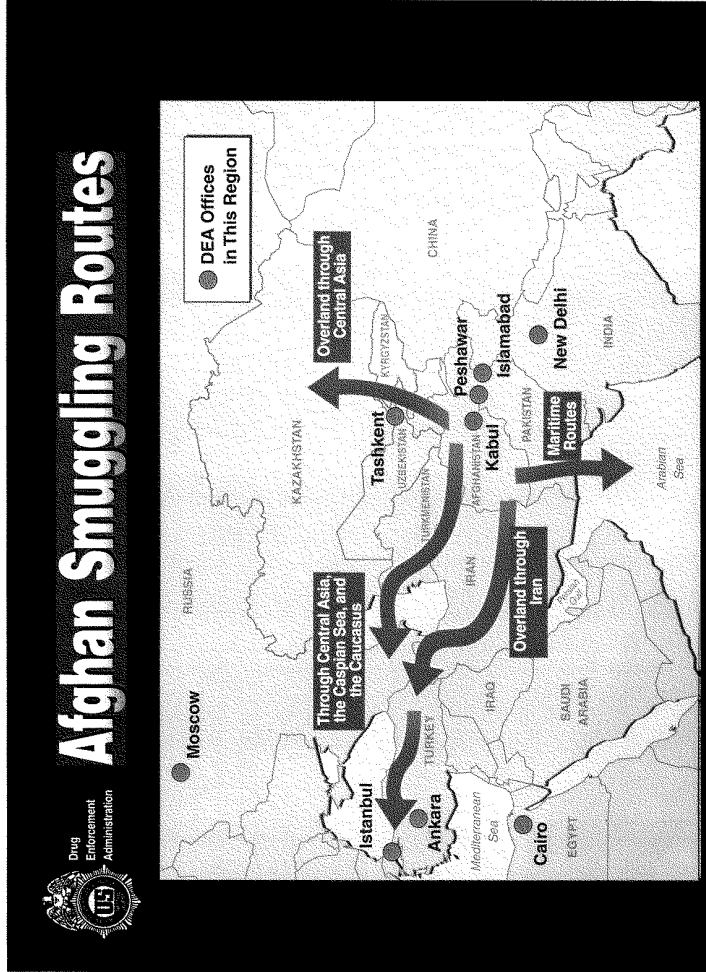 Drug
Enforcement
Administration
Afghan Smuggling Routes
DEA Offices
in This Region
Moscow
RUSSIA
KAZAKHSTAN
Overland through
Central Asia
Through Central Asia,
the Caspian Sea, and
the Caucasus
Istanbul
Ankara
TURKEY
Tashkent
UZBEKISTAN
KYRGYZSTAN
TURKMENISTAN
CHINA
Mediterranean
Sea
Cairo
EGYPT
IRAQ
IRAN
SAUDI
ARABIA
AFGHANISTAN
Kabul
Peshawar
Islamabad
PAKISTAN
New Delhi
INDIA
Overland through
Iran
Maritime
Routes
Persian
Gulf
Arabian
Sea